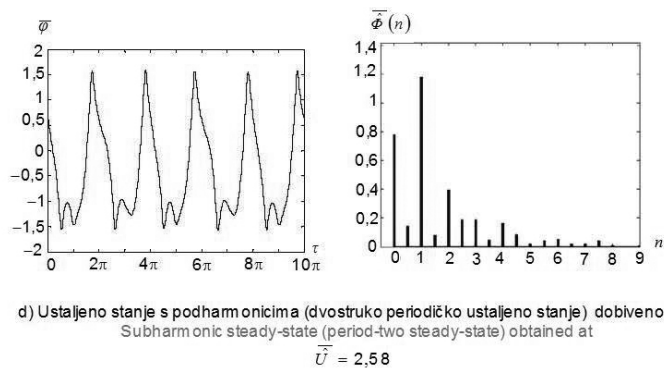 φ̅
2
1,5
1
0,5
0
−0,5
−1
−1,5
−2
0 2π 4π 6π 8π 10π
τ
Φ̂̅(n)
1,4
1,2
1
0,8
0,6
0,4
0,2
0
0 1 2 3 4 5 6 7 8 9
n
d) Ustaljeno stanje s podharmonicima (dvostruko periodičko ustaljeno stanje) dobiveno
Subharmonic steady-state (period-two steady-state) obtained at
Û̅ = 2,58